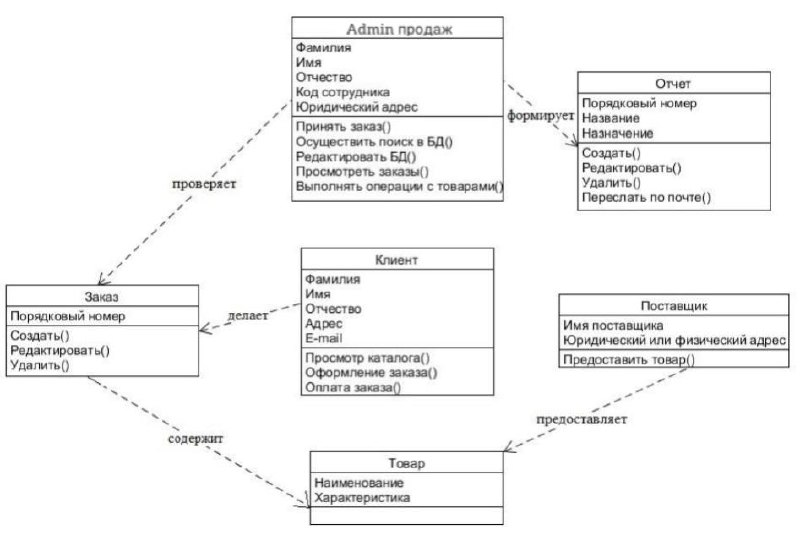 Admin продаж
Фамилия
Имя
Отчество
Код сотрудника
Юридический адрес
Принять заказ()
Осуществить поиск в БД()
Редактировать БД()
Просмотреть заказы()
Выполнять операции с товарами()
формирует
Отчет
Порядковый номер
Название
Назначение
Создать()
Редактировать()
Удалить()
Переслать по почте()
проверяет
Заказ
Порядковый номер
Создать()
Редактировать()
Удалить()
делает
Клиент
Фамилия
Имя
Отчество
Адрес
E-mail
Просмотр каталога()
Оформление заказа()
Оплата заказа()
Поставщик
Имя поставщика
Юридический или физический адрес
Предоставить товар()
содержит
предоставляет
Товар
Наименование
Характеристика